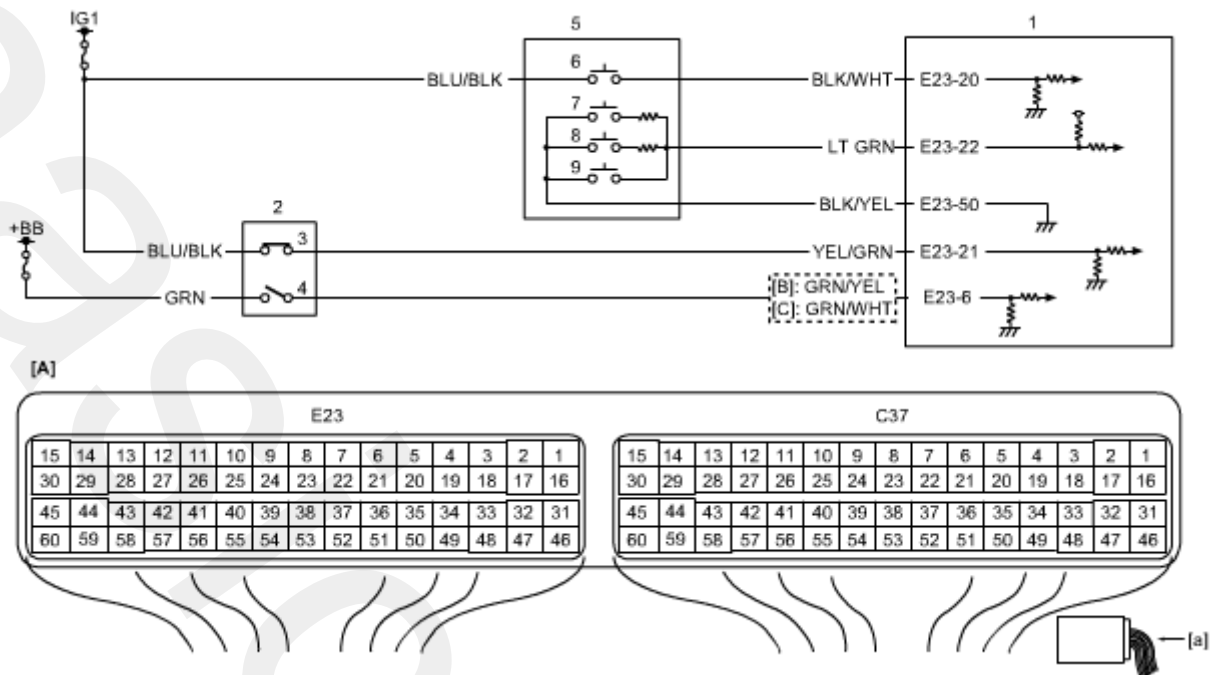 IG1
5
1
6
BLU/BLK
BLK/WHT
E23-20
7
8
LT GRN
E23-22
9
BLK/YEL
E23-50
2
+BB
3
BLU/BLK
YEL/GRN
E23-21
4
GRN
[B]: GRN/YEL
[C]: GRN/WHT
E23-6
[A]
E23
C37
15 14 13 12 11 10 9 8 7 6 5 4 3 2 1
30 29 28 27 26 25 24 23 22 21 20 19 18 17 16
45 44 43 42 41 40 39 38 37 36 35 34 33 32 31
60 59 58 57 56 55 54 53 52 51 50 49 48 47 46
15 14 13 12 11 10 9 8 7 6 5 4 3 2 1
30 29 28 27 26 25 24 23 22 21 20 19 18 17 16
45 44 43 42 41 40 39 38 37 36 35 34 33 32 31
60 59 58 57 56 55 54 53 52 51 50 49 48 47 46
[a]